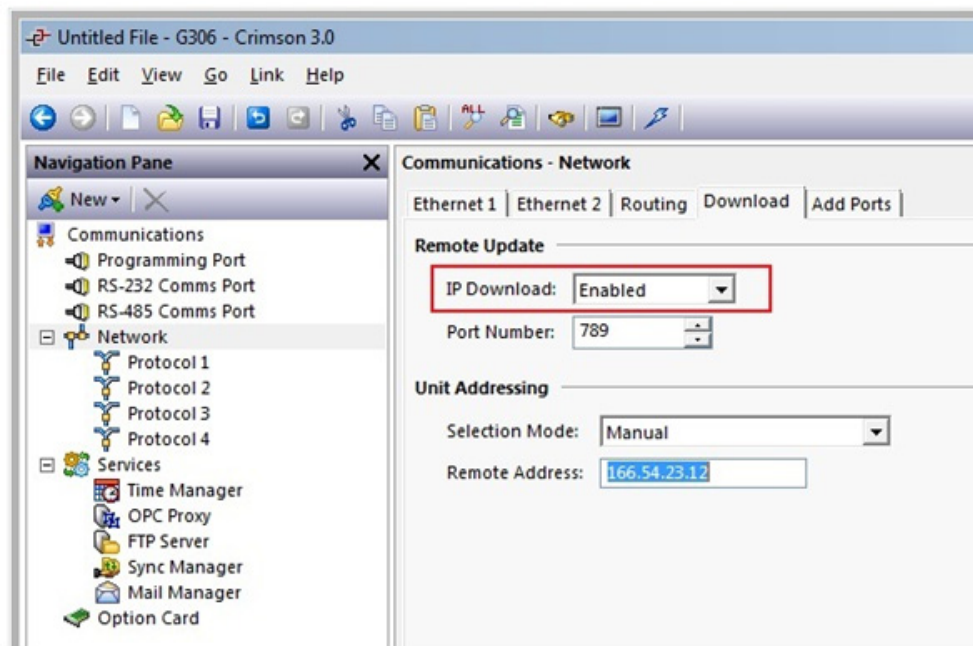 Untitled File - G306 - Crimson 3.0
File Edit View Go Link Help
ALL
Navigation Pane
New
Communications
Programming Port
RS-232 Comms Port
RS-485 Comms Port
Network
Protocol 1
Protocol 2
Protocol 3
Protocol 4
Services
Time Manager
OPC Proxy
FTP Server
Sync Manager
Mail Manager
Option Card
Communications - Network
Ethernet 1 Ethernet 2 Routing Download Add Ports
Remote Update
IP Download: Enabled
Port Number: 789
Unit Addressing
Selection Mode: Manual
Remote Address: 166.54.23.12